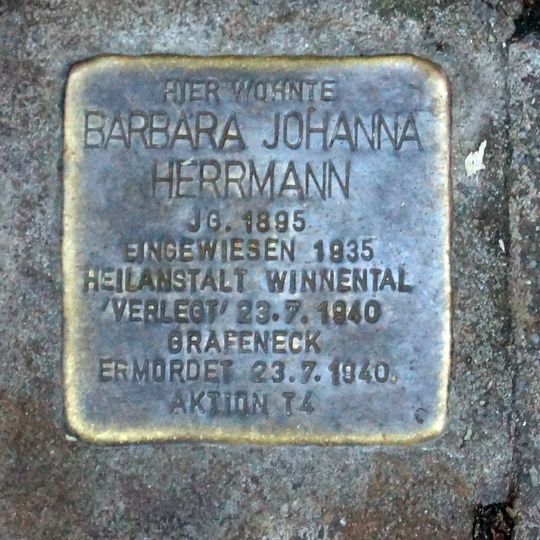 HIER WOHNTE
BARBARA JOHANNA
HERRMANN
JG. 1895
EINGEWIESEN 1935
HEILANSTALT WINNENTAL
'VERLEGT' 23.7.1940
GRAFENECK
ERMORDET 23.7.1940
AKTION T4